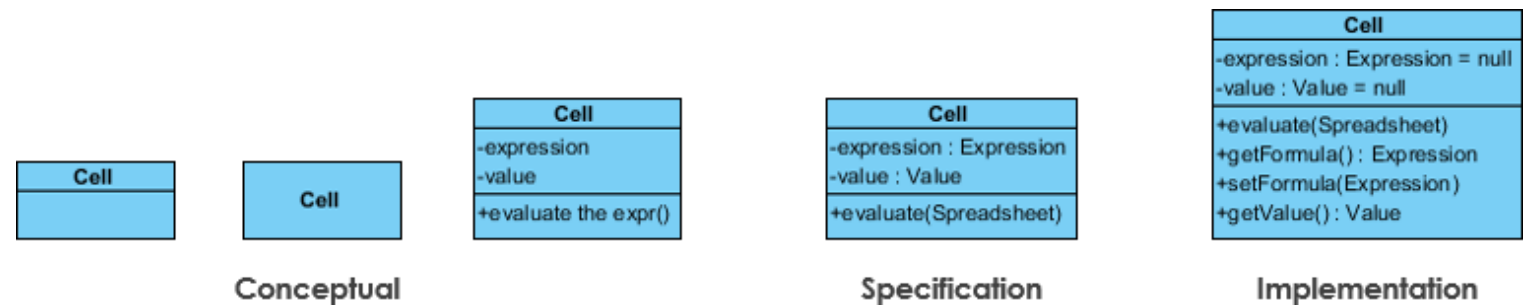 Cell
Cell
Cell
-expression
-value
+evaluate the expr()
Conceptual
Cell
-expression : Expression
-value : Value
+evaluate(Spreadsheet)
Specification
Cell
-expression : Expression = null
-value : Value = null
+evaluate(Spreadsheet)
+getFormula() : Expression
+setFormula(Expression)
+getValue() : Value
Implementation